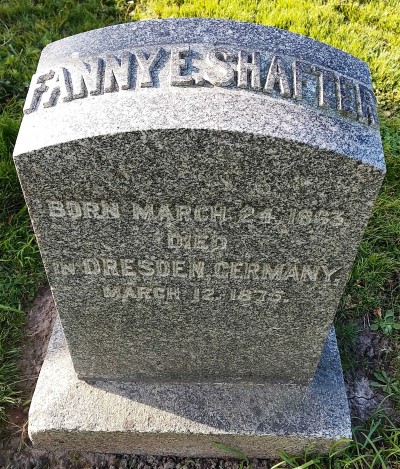 FANNY E. SHAFTER
BORN MARCH 24, 1863.
DIED
IN DRESDEN, GERMANY,
MARCH 12, 1875.